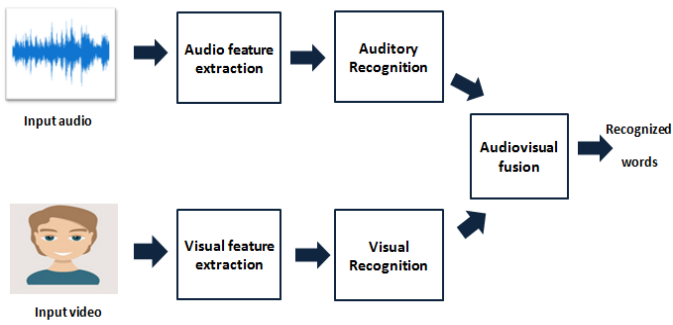 Audio feature
extraction
Auditory
Recognition
Input audio
Audiovisual
fusion
Recognized
words
Visual feature
extraction
Visual
Recognition
Input video